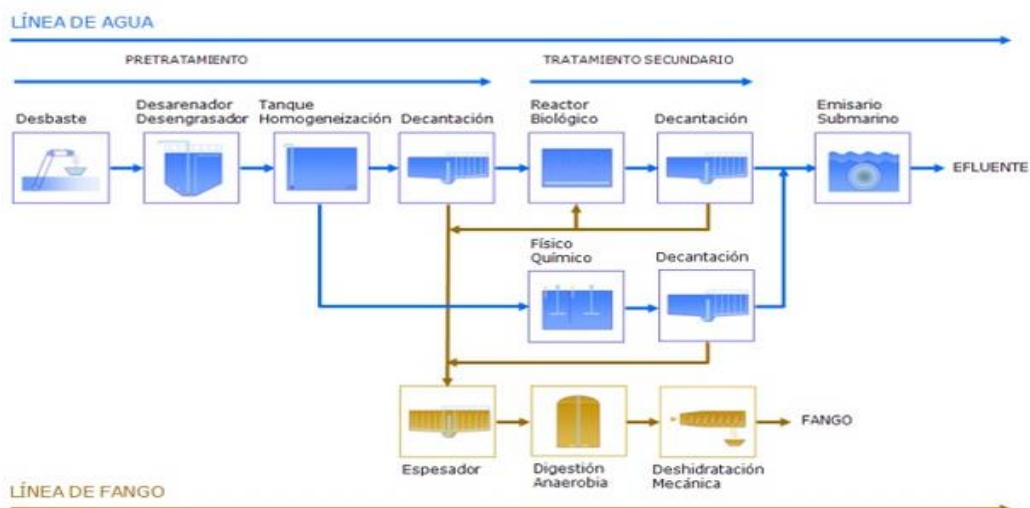 LÍNEA DE AGUA
PRETRATAMIENTO
TRATAMIENTO SECUNDARIO
Desbaste
Desarenador
Desengrasador
Tanque
Homogeneización
Decantación
Reactor
Biológico
Decantación
Emisario
Submarino
EFLUENTE
Físico
Químico
Decantación
Espesador
Digestión
Anaerobia
Deshidratación
Mecánica
FANGO
LÍNEA DE FANGO